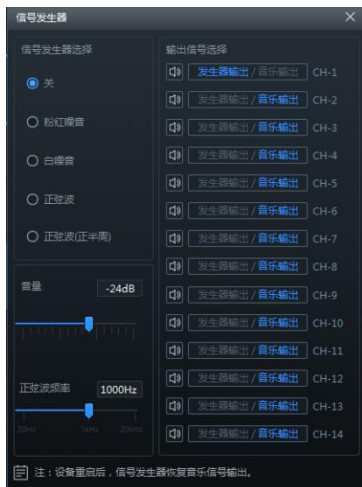 信号发生器
信号发生器选择
关
粉红噪音
白噪音
正弦波
正弦波(正半周)
音量 -24dB
正弦波频率 1000Hz
20Hz 1kHz 20kHz
输出信号选择
发生器输出 / 音乐输出 CH-1
发生器输出 / 音乐输出 CH-2
发生器输出 / 音乐输出 CH-3
发生器输出 / 音乐输出 CH-4
发生器输出 / 音乐输出 CH-5
发生器输出 / 音乐输出 CH-6
发生器输出 / 音乐输出 CH-7
发生器输出 / 音乐输出 CH-8
发生器输出 / 音乐输出 CH-9
发生器输出 / 音乐输出 CH-10
发生器输出 / 音乐输出 CH-11
发生器输出 / 音乐输出 CH-12
发生器输出 / 音乐输出 CH-13
发生器输出 / 音乐输出 CH-14
注：设备重启后，信号发生器恢复音乐信号输出。